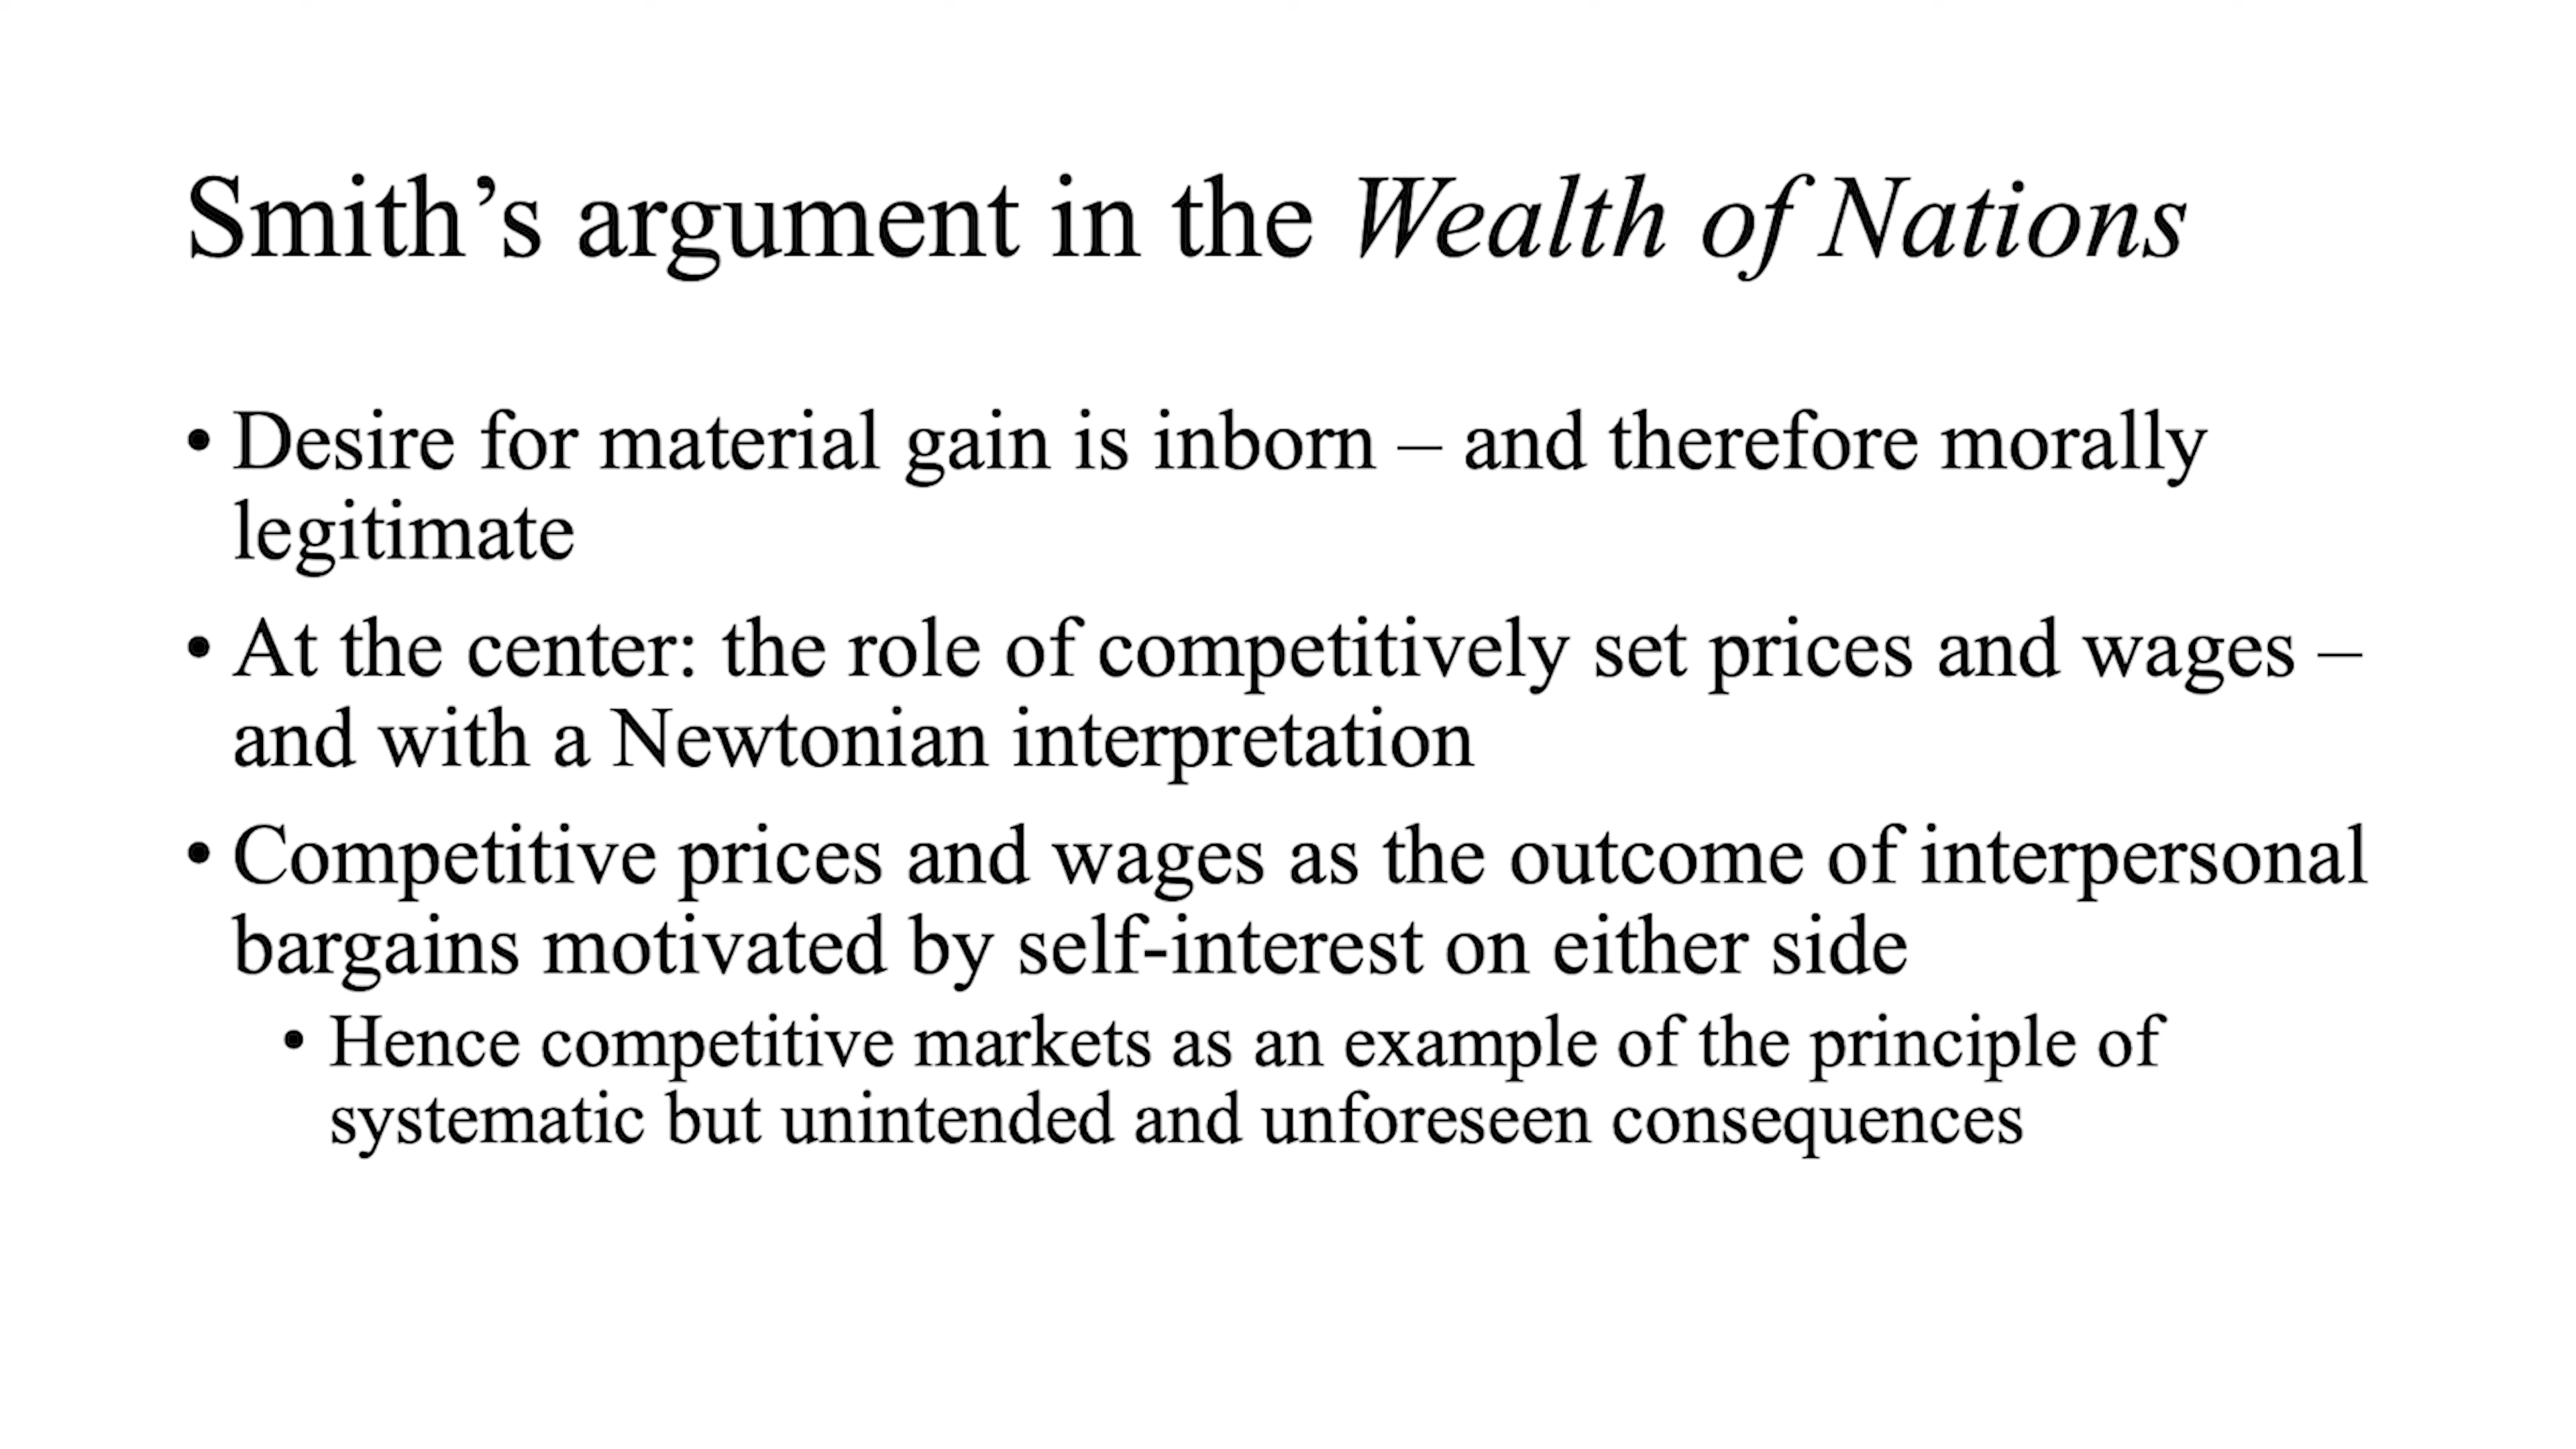 Smith’s argument in the Wealth of Nations
• Desire for material gain is inborn – and therefore morally
legitimate
• At the center: the role of competitively set prices and wages –
and with a Newtonian interpretation
• Competitive prices and wages as the outcome of interpersonal
bargains motivated by self-interest on either side
• Hence competitive markets as an example of the principle of
systematic but unintended and unforeseen consequences